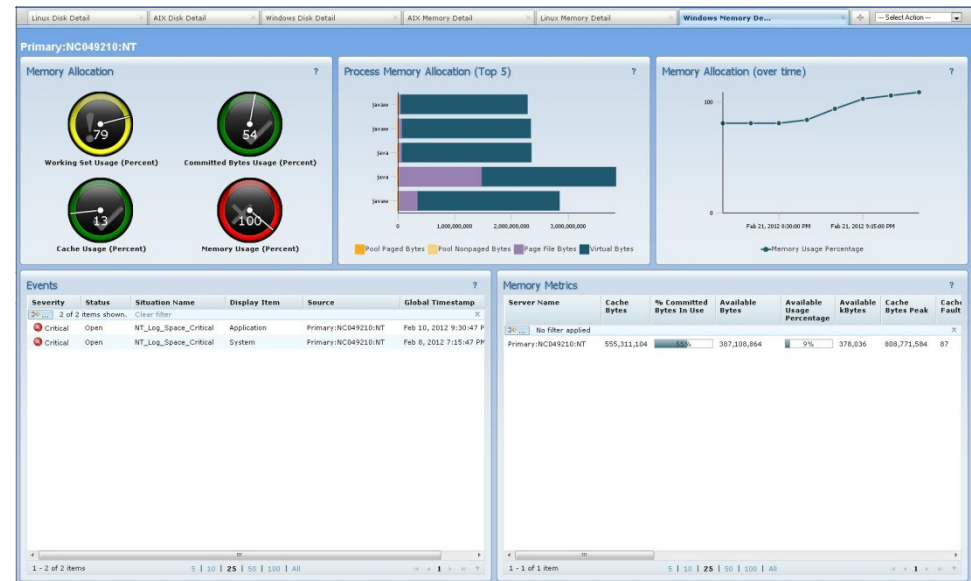 Linux Disk Detail
AIX Disk Detail
Windows Disk Detail
AIX Memory Detail
Linux Memory Detail
Windows Memory De...
-- Select Action --
Primary:NC049210:NT
Memory Allocation ?
79
Working Set Usage (Percent)
54
Committed Bytes Usage (Percent)
13
Cache Usage (Percent)
100
Memory Usage (Percent)
Process Memory Allocation (Top 5) ?
javaw
javaw
java
java
javaw
0 1,000,000,000 2,000,000,000 3,000,000,000
Pool Paged Bytes Pool Nonpaged Bytes Page File Bytes Virtual Bytes
Memory Allocation (over time) ?
100
0
Feb 21, 2012 8:30:00 PM Feb 21, 2012 9:15:00 PM
Memory Usage Percentage
Events ?
Severity Status Situation Name Display Item Source Global Timestamp
... 2 of 2 items shown. Clear filter X
Critical Open NT_Log_Space_Critical Application Primary:NC049210:NT Feb 10, 2012 9:30:47 P
Critical Open NT_Log_Space_Critical System Primary:NC049210:NT Feb 8, 2012 7:15:47 PM
1 - 2 of 2 items 5 | 10 | 25 | 50 | 100 | All 1
Memory Metrics ?
Server Name Cache Bytes % Committed Bytes In Use Available Bytes Available Usage Percentage Available kBytes Cache Bytes Peak Cache Fault
... No filter applied X
Primary:NC049210:NT 555,311,104 55% 387,108,864 9% 378,036 808,771,584 87
1 - 1 of 1 item 5 | 10 | 25 | 50 | 100 | All 1